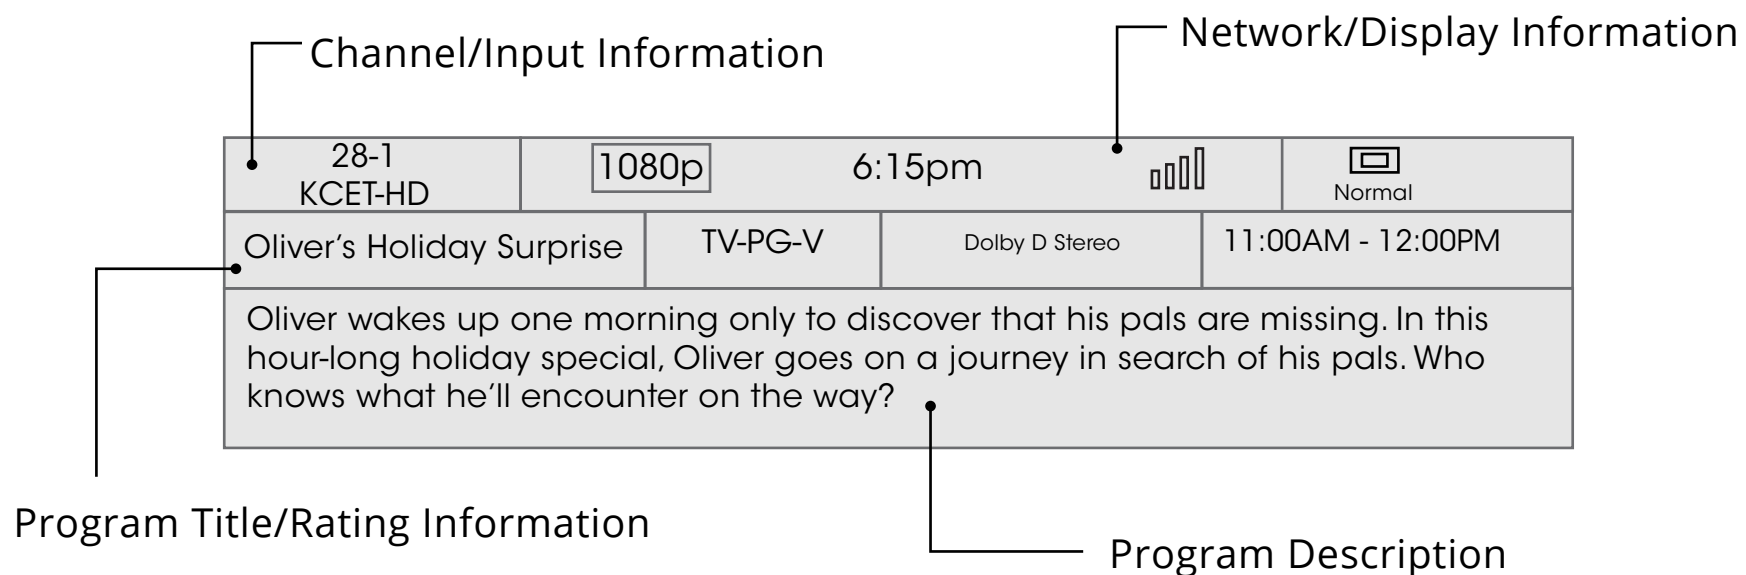 Network/Display Information
Channel/Input Information
28-1
KCET-HD
1080p
6:15pm
Normal
Oliver's Holiday Surprise
TV-PG-V
Dolby D Stereo
11:00AM - 12:00PM
Oliver wakes up one morning only to discover that his pals are missing. In this
hour-long holiday special, Oliver goes on a journey in search of his pals. Who
knows what he'll encounter on the way?
Program Title/Rating Information
Program Description